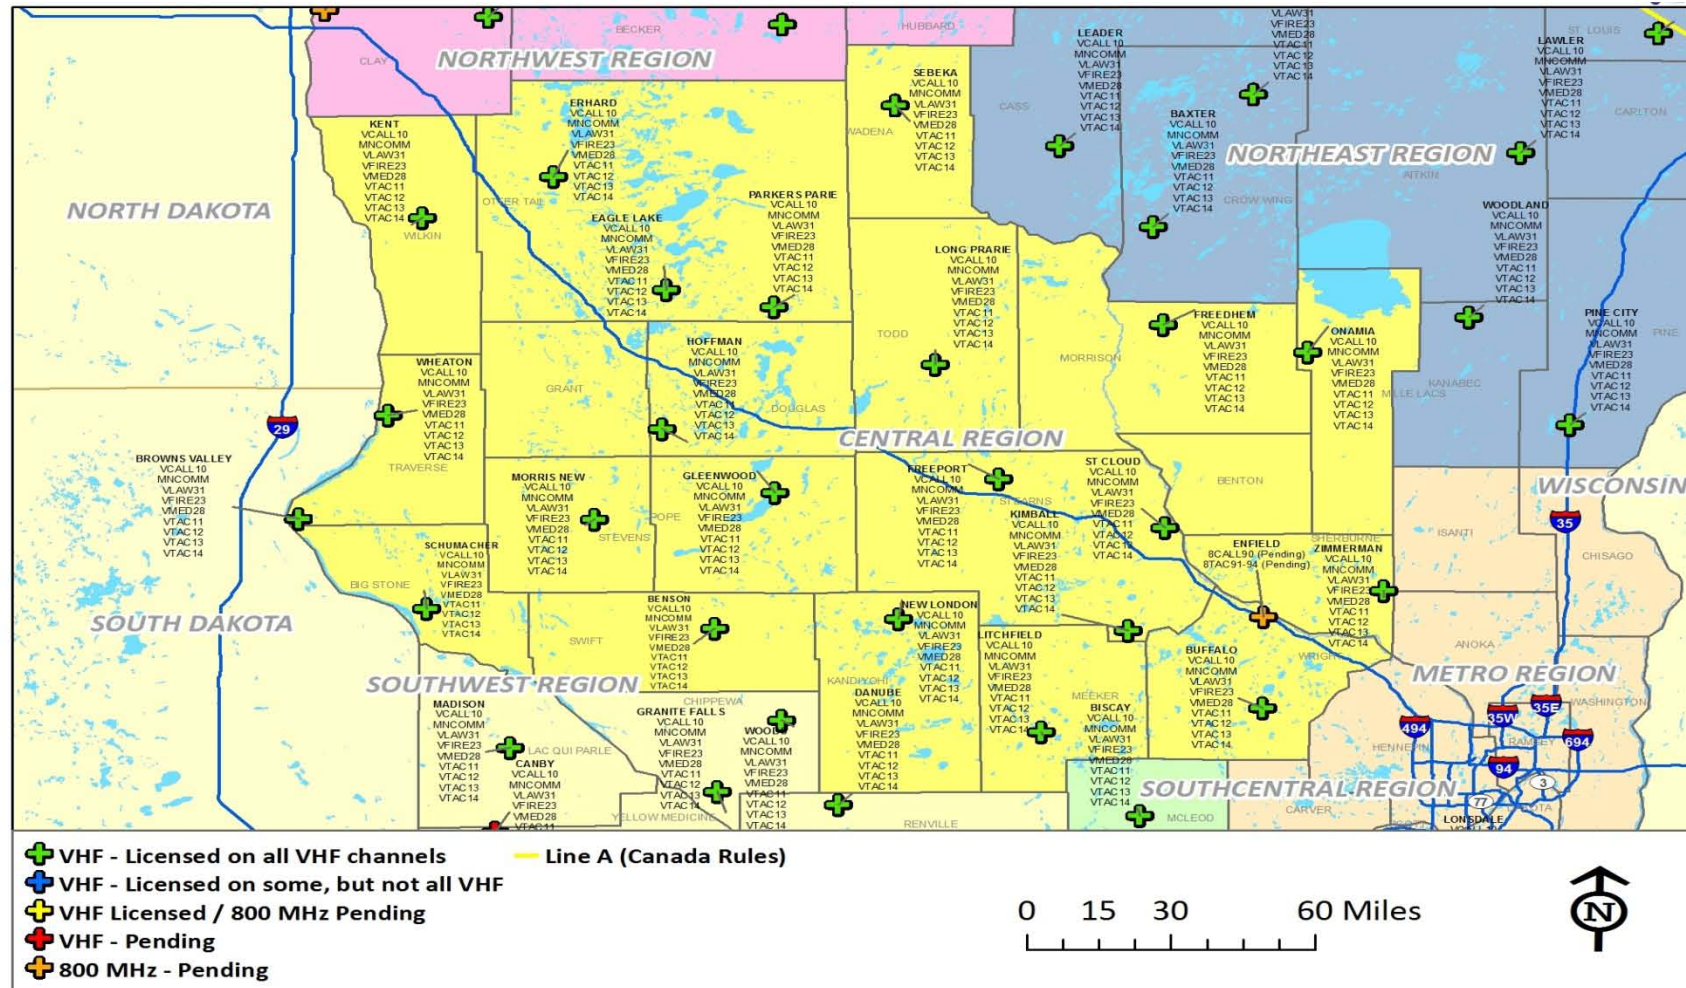 BECKER
HUBBARD
CLAY
NORTHWEST REGION
ST. LOUIS
VLAW31
VFIRE23
VMED28
VTAC11
VTAC12
VTAC13
VTAC14
LEADER
VCALL10
MNCOMM
VLAW31
VFIRE23
VMED28
VTAC11
VTAC12
VTAC13
VTAC14
LAWLER
VCALL10
MNCOMM
VLAW31
VFIRE23
VMED28
VTAC11
VTAC12
VTAC13
VTAC14
SEBEKA
VCALL10
MNCOMM
VLAW31
VFIRE23
VMED28
VTAC11
VTAC12
VTAC13
VTAC14
CASS
WADENA
CARLTON
ERHARD
VCALL10
MNCOMM
VLAW31
VFIRE23
VMED28
VTAC11
VTAC12
VTAC13
VTAC14
KENT
VCALL10
MNCOMM
VLAW31
VFIRE23
VMED28
VTAC11
VTAC12
VTAC13
VTAC14
BAXTER
VCALL10
MNCOMM
VLAW31
VFIRE23
VMED28
VTAC11
VTAC12
VTAC13
VTAC14
NORTHEAST REGION
AITKIN
CROW WING
NORTH DAKOTA
WILKIN
OTTER TAIL
PARKERS PARIE
VCALL10
MNCOMM
VLAW31
VFIRE23
VMED28
VTAC11
VTAC12
VTAC13
VTAC14
EAGLE LAKE
VCALL10
MNCOMM
VLAW31
VFIRE23
VMED28
VTAC11
VTAC12
VTAC13
VTAC14
WOODLAND
VCALL10
MNCOMM
VLAW31
VFIRE23
VMED28
VTAC11
VTAC12
VTAC13
VTAC14
LONG PRARIE
VCALL10
MNCOMM
VLAW31
VFIRE23
VMED28
VTAC11
VTAC12
VTAC13
VTAC14
TODD
MORRISON
FREEDHEM
VCALL10
MNCOMM
VLAW31
VFIRE23
VMED28
VTAC11
VTAC12
VTAC13
VTAC14
ONAMIA
VCALL10
MNCOMM
VLAW31
VFIRE23
VMED28
VTAC11
VTAC12
VTAC13
VTAC14
MILLE LACS
KANABEC
PINE CITY
VCALL10
MNCOMM
VLAW31
VFIRE23
VMED28
VTAC11
VTAC12
VTAC13
VTAC14
PINE
HOFFMAN
VCALL10
MNCOMM
VLAW31
VFIRE23
VMED28
VTAC11
VTAC12
VTAC13
VTAC14
WHEATON
VCALL10
MNCOMM
VLAW31
VFIRE23
VMED28
VTAC11
VTAC12
VTAC13
VTAC14
GRANT
DOUGLAS
29
TRAVERSE
CENTRAL REGION
BROWNS VALLEY
VCALL10
MNCOMM
VLAW31
VFIRE23
VMED28
VTAC11
VTAC12
VTAC13
VTAC14
MORRIS NEW
VCALL10
MNCOMM
VLAW31
VFIRE23
VMED28
VTAC11
VTAC12
VTAC13
VTAC14
STEVENS
POPE
GLEENWOOD
VCALL10
MNCOMM
VLAW31
VFIRE23
VMED28
VTAC11
VTAC12
VTAC13
VTAC14
FREEPORT
VCALL10
MNCOMM
VLAW31
VFIRE23
VMED28
VTAC11
VTAC12
VTAC13
VTAC14
STEARNS
ST CLOUD
VCALL10
MNCOMM
VLAW31
VFIRE23
VMED28
VTAC11
VTAC12
VTAC14
BENTON
KIMBALL
VCALL10
MNCOMM
VLAW31
VFIRE23
VMED28
VTAC11
VTAC12
VTAC13
VTAC14
WISCONSIN
35
ISANTI
CHISAGO
SHERBURNE
ENFIELD
8CALL90 (Pending)
8TAC91-94 (Pending)
ZIMMERMAN
VCALL10
MNCOMM
VLAW31
VFIRE23
VMED28
VTAC11
VTAC12
VTAC13
VTAC14
SCHUMACHER
VCALL10
MNCOMM
VLAW31
VFIRE23
VMED28
VTAC11
VTAC12
VTAC13
VTAC14
BIG STONE
SOUTH DAKOTA
SWIFT
BENSON
VCALL10
MNCOMM
VLAW31
VFIRE23
VMED28
VTAC11
VTAC12
VTAC13
VTAC14
NEW LONDON
VCALL10
MNCOMM
VLAW31
VFIRE23
VMED28
VTAC11
VTAC12
VTAC13
VTAC14
KANDIYOHI
LITCHFIELD
VCALL10
MNCOMM
VLAW31
VFIRE23
VMED28
VTAC11
VTAC12
VTAC13
VTAC14
MEEKER
BUFFALO
VCALL10
MNCOMM
VLAW31
VFIRE23
VMED28
VTAC11
VTAC12
VTAC13
VTAC14
WRIGHT
ANOKA
METRO REGION
WASHINGTON
SOUTHWEST REGION
CHIPPEWA
MADISON
VCALL10
MNCOMM
VLAW31
VFIRE23
VMED28
VTAC11
VTAC12
VTAC13
VTAC14
LAC QUI PARLE
CANBY
VCALL10
MNCOMM
VLAW31
VFIRE23
VMED28
VTAC11
GRANITE FALLS
VCALL10
MNCOMM
VLAW31
VFIRE23
VMED28
VTAC11
VTAC12
VTAC13
VTAC14
YELLOW MEDICINE
VCALL10
MNCOMM
VLAW31
VFIRE23
VMED28
VTAC11
VTAC12
VTAC13
VTAC14
DANUBE
VCALL10
MNCOMM
VLAW31
VFIRE23
VMED28
VTAC11
VTAC12
VTAC13
VTAC14
RENVILLE
BISCAY
VCALL10
MNCOMM
VLAW31
VFIRE23
VMED28
VTAC11
VTAC12
VTAC13
VTAC14
MCLEOD
SOUTHCENTRAL REGION
CARVER
HENNEPIN
RAMSEY
494
35W
35E
694
94
3
77
LONSDALE
VHF - Licensed on all VHF channels
VHF - Licensed on some, but not all VHF
VHF Licensed / 800 MHz Pending
VHF - Pending
800 MHz - Pending
Line A (Canada Rules)
0 15 30 60 Miles
N